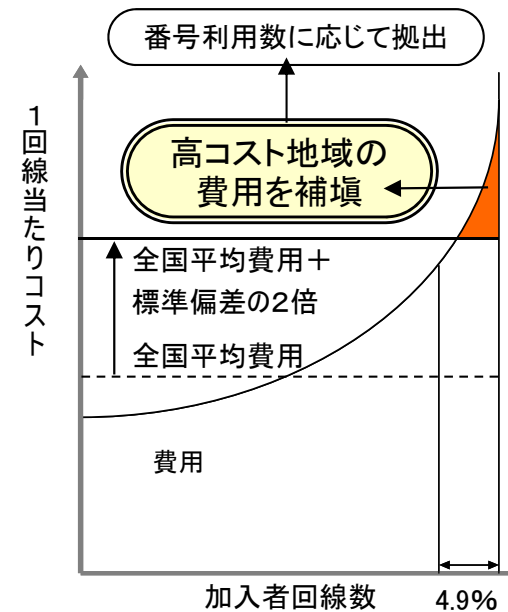 番号利用数に応じて拠出
高コスト地域の
費用を補塡
1回線当たりコスト
全国平均費用＋
標準偏差の2倍
全国平均費用
費用
加入者回線数
4.9%